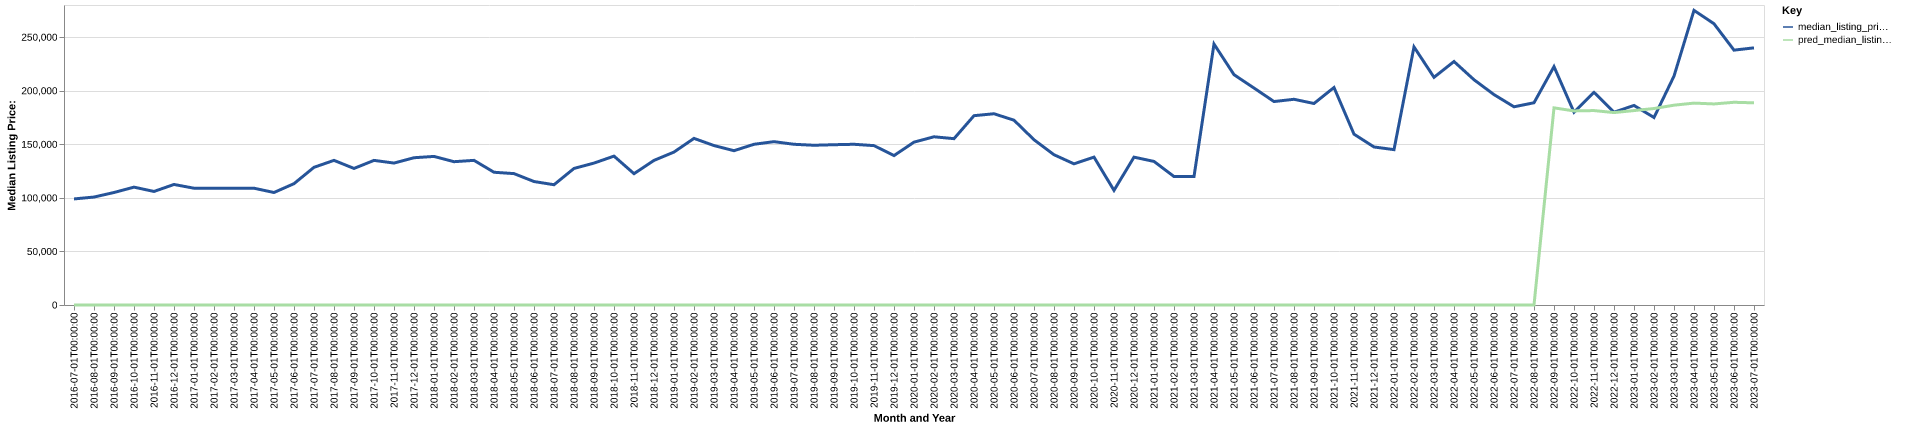 Key
median_listing_pri…
pred_median_listin…
Median Listing Price:
250,000
200,000
150,000
100,000
50,000
0
2016-07-01T00:00:00
2016-08-01T00:00:00
2016-09-01T00:00:00
2016-10-01T00:00:00
2016-11-01T00:00:00
2016-12-01T00:00:00
2017-01-01T00:00:00
2017-02-01T00:00:00
2017-03-01T00:00:00
2017-04-01T00:00:00
2017-05-01T00:00:00
2017-06-01T00:00:00
2017-07-01T00:00:00
2017-08-01T00:00:00
2017-09-01T00:00:00
2017-10-01T00:00:00
2017-11-01T00:00:00
2017-12-01T00:00:00
2018-01-01T00:00:00
2018-02-01T00:00:00
2018-03-01T00:00:00
2018-04-01T00:00:00
2018-05-01T00:00:00
2018-06-01T00:00:00
2018-07-01T00:00:00
2018-08-01T00:00:00
2018-09-01T00:00:00
2018-10-01T00:00:00
2018-11-01T00:00:00
2018-12-01T00:00:00
2019-01-01T00:00:00
2019-02-01T00:00:00
2019-03-01T00:00:00
2019-04-01T00:00:00
2019-05-01T00:00:00
2019-06-01T00:00:00
2019-07-01T00:00:00
2019-08-01T00:00:00
2019-09-01T00:00:00
2019-10-01T00:00:00
2019-11-01T00:00:00
2019-12-01T00:00:00
2020-01-01T00:00:00
2020-02-01T00:00:00
2020-03-01T00:00:00
2020-04-01T00:00:00
2020-05-01T00:00:00
2020-06-01T00:00:00
2020-07-01T00:00:00
2020-08-01T00:00:00
2020-09-01T00:00:00
2020-10-01T00:00:00
2020-11-01T00:00:00
2020-12-01T00:00:00
2021-01-01T00:00:00
2021-02-01T00:00:00
2021-03-01T00:00:00
2021-04-01T00:00:00
2021-05-01T00:00:00
2021-06-01T00:00:00
2021-07-01T00:00:00
2021-08-01T00:00:00
2021-09-01T00:00:00
2021-10-01T00:00:00
2021-11-01T00:00:00
2021-12-01T00:00:00
2022-01-01T00:00:00
2022-02-01T00:00:00
2022-03-01T00:00:00
2022-04-01T00:00:00
2022-05-01T00:00:00
2022-06-01T00:00:00
2022-07-01T00:00:00
2022-08-01T00:00:00
2022-09-01T00:00:00
2022-10-01T00:00:00
2022-11-01T00:00:00
2022-12-01T00:00:00
2023-01-01T00:00:00
2023-02-01T00:00:00
2023-03-01T00:00:00
2023-04-01T00:00:00
2023-05-01T00:00:00
2023-06-01T00:00:00
2023-07-01T00:00:00
Month and Year